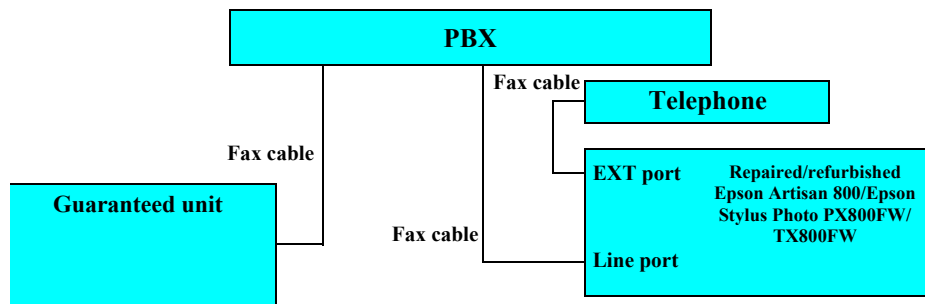 PBX
Fax cable
Telephone
Fax cable
EXT port
Repaired/refurbished
Epson Artisan 800/Epson
Stylus Photo PX800FW/
TX800FW
Guaranteed unit
Fax cable
Line port